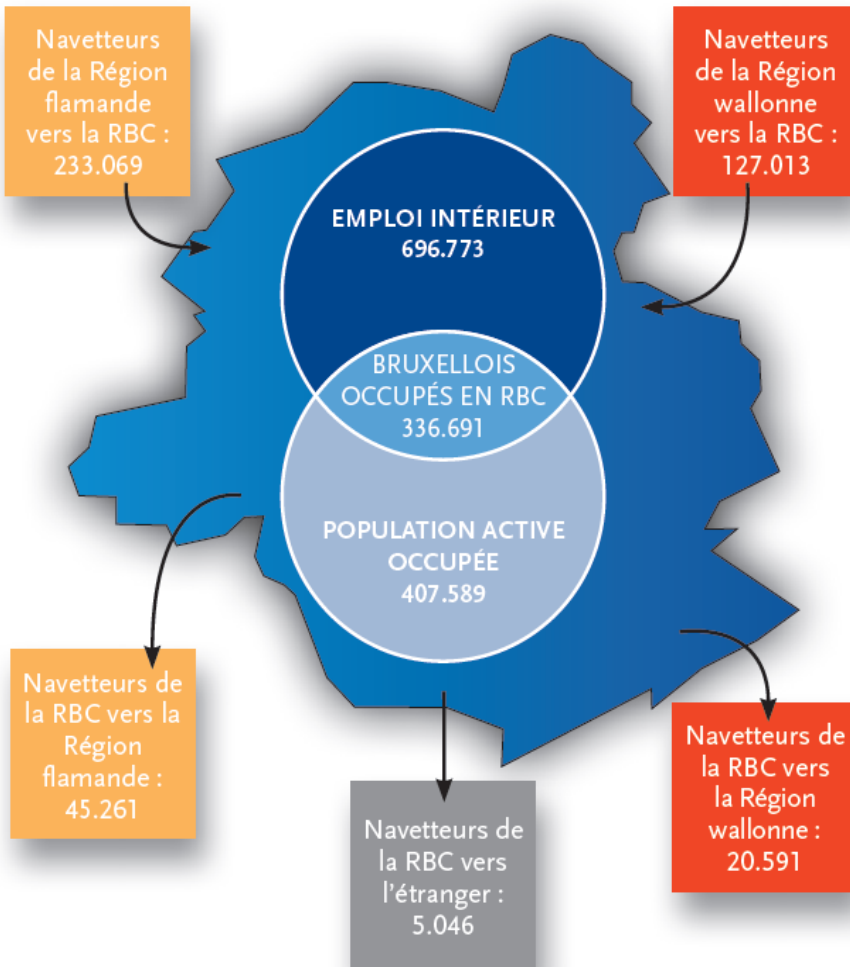 Navetteurs
de la Région
flamande
vers la RBC :
233.069
Navetteurs
de la Région
wallonne
vers la RBC :
127.013
EMPLOI INTÉRIEUR
696.773
BRUXELLOIS
OCCUPÉS EN RBC
336.691
POPULATION ACTIVE
OCCUPÉE
407.589
Navetteurs de
la RBC vers la
Région
flamande :
45.261
Navetteurs de
la RBC vers
l'étranger :
5.046
Navetteurs de
la RBC vers
la Région
wallonne :
20.591